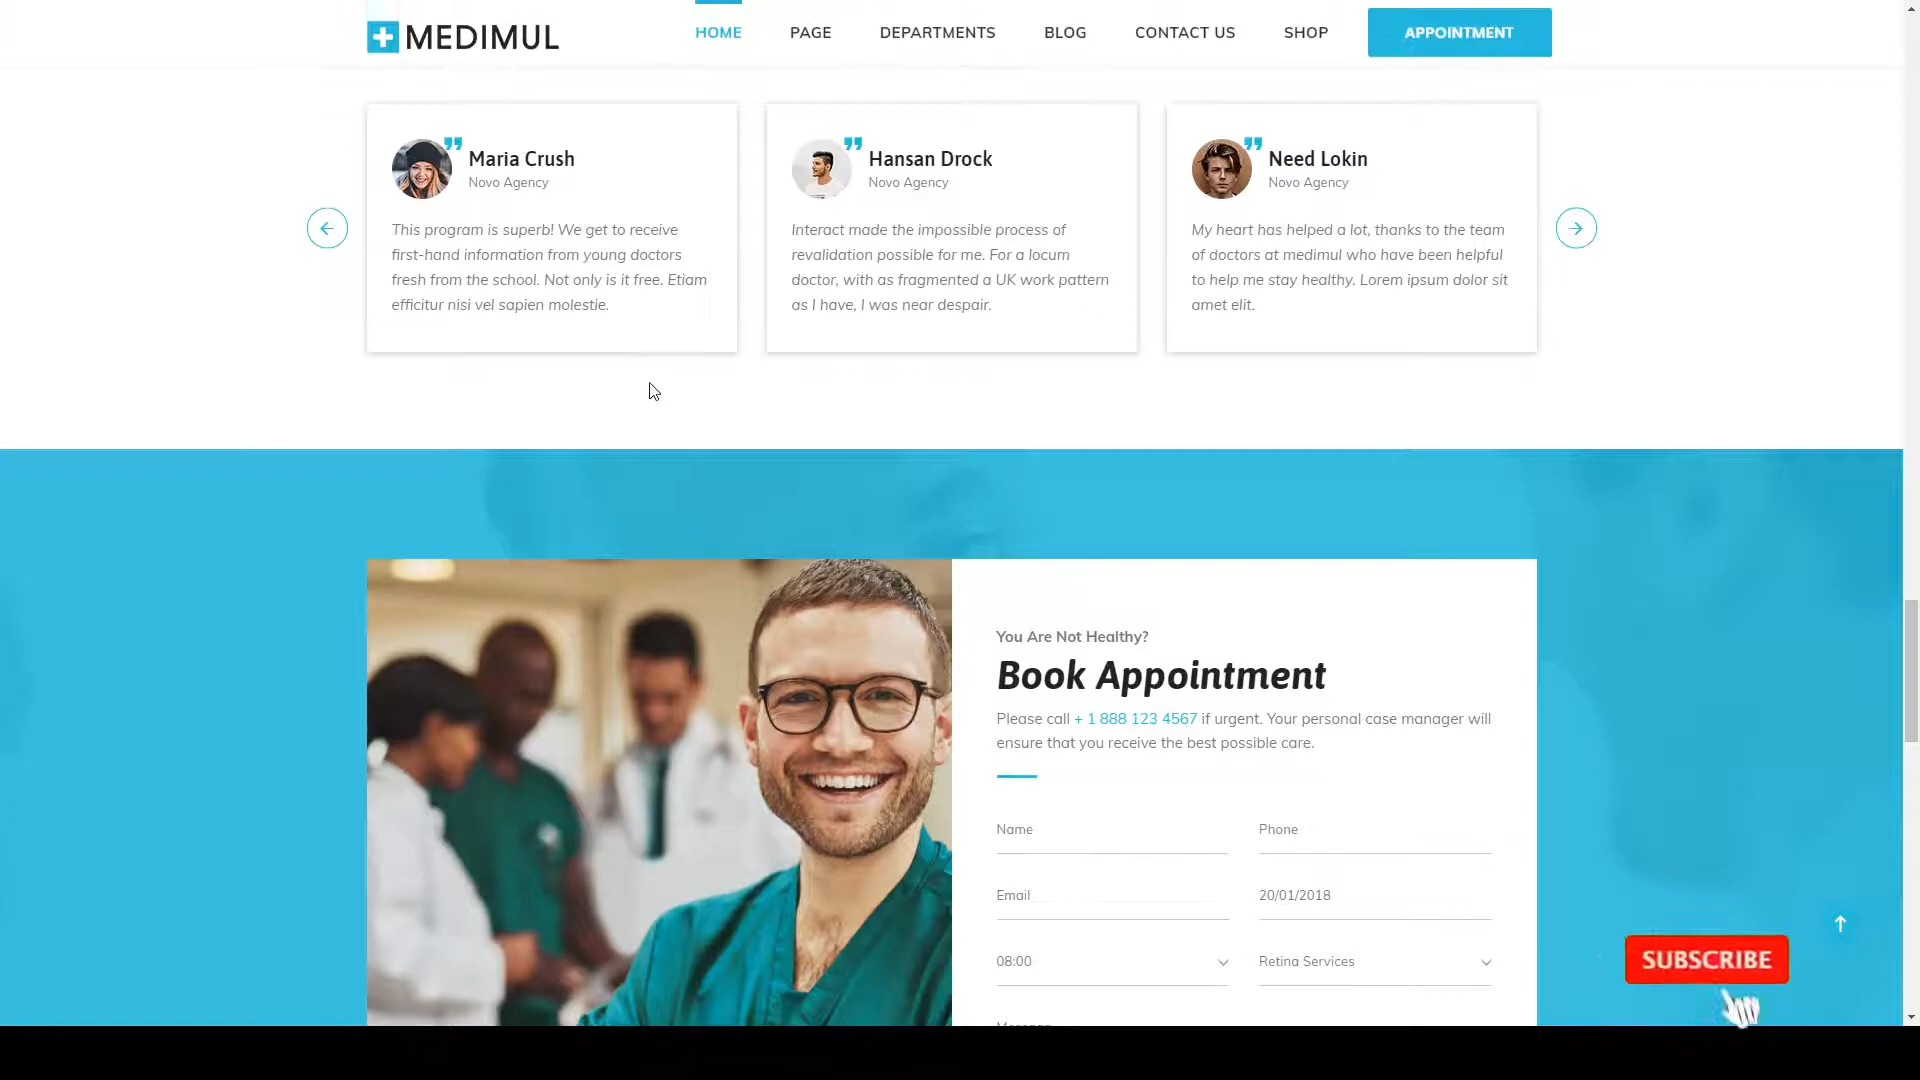 MEDIMUL
HOME PAGE DEPARTMENTS BLOG CONTACT US SHOP APPOINTMENT
Maria Crush
Novo Agency
This program is superb! We get to receive
first-hand information from young doctors
fresh from the school. Not only is it free. Etiam
efficitur nisi vel sapien molestie.
Hansan Drock
Novo Agency
Interact made the impossible process of
revalidation possible for me. For a locum
doctor, with as fragmented a UK work pattern
as I have, I was near despair.
Need Lokin
Novo Agency
My heart has helped a lot, thanks to the team
of doctors at medimul who have been helpful
to help me stay healthy. Lorem ipsum dolor sit
amet elit.
You Are Not Healthy?
Book Appointment
Please call + 1 888 123 4567 if urgent. Your personal case manager will
ensure that you receive the best possible care.
Name
Phone
Email
20/01/2018
08:00
Retina Services
SUBSCRIBE